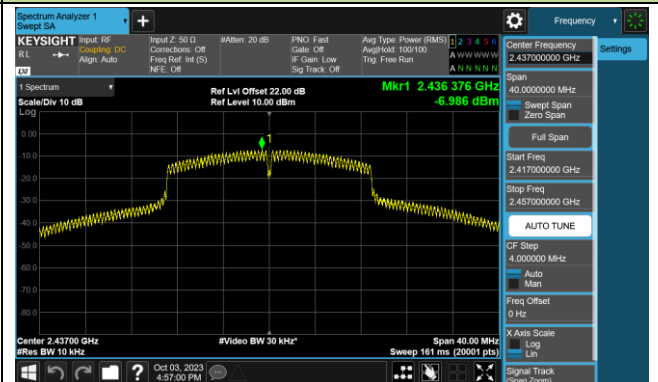 Spectrum Analyzer 1
Swept SA
+
Frequency
KEYSIGHT
RL
LXI
Input: RF
Coupling: DC
Align: Auto
Input Z: 50 Ω
Corrections: Off
Freq Ref: Int (S)
NFE: Off
#Atten: 20 dB
PNO: Fast
Gate: Off
IF Gain: Low
Sig Track: Off
Avg Type: Power (RMS)
Avg|Hold: 100/100
Trig: Free Run
1 2 3 4 5 6
A W W W W W
A N N N N N
1 Spectrum
Scale/Div 10 dB
Log
Ref Lvl Offset 22.00 dB
Ref Level 10.00 dBm
Mkr1 2.436 376 GHz
-6.986 dBm
1
0.00
-10.0
-20.0
-30.0
-40.0
-50.0
-60.0
-70.0
-80.0
Center 2.43700 GHz
#Res BW 10 kHz
#Video BW 30 kHz*
Span 40.00 MHz
Sweep 161 ms (20001 pts)
Oct 03, 2023
4:57:00 PM
?
Center Frequency
2.437000000 GHz
Span
40.0000000 MHz
Swept Span
Zero Span
Full Span
Start Freq
2.417000000 GHz
Stop Freq
2.457000000 GHz
AUTO TUNE
CF Step
4.000000 MHz
Auto
Man
Freq Offset
0 Hz
X Axis Scale
Log
Lin
Signal Track
(Span Zoom)
Settings